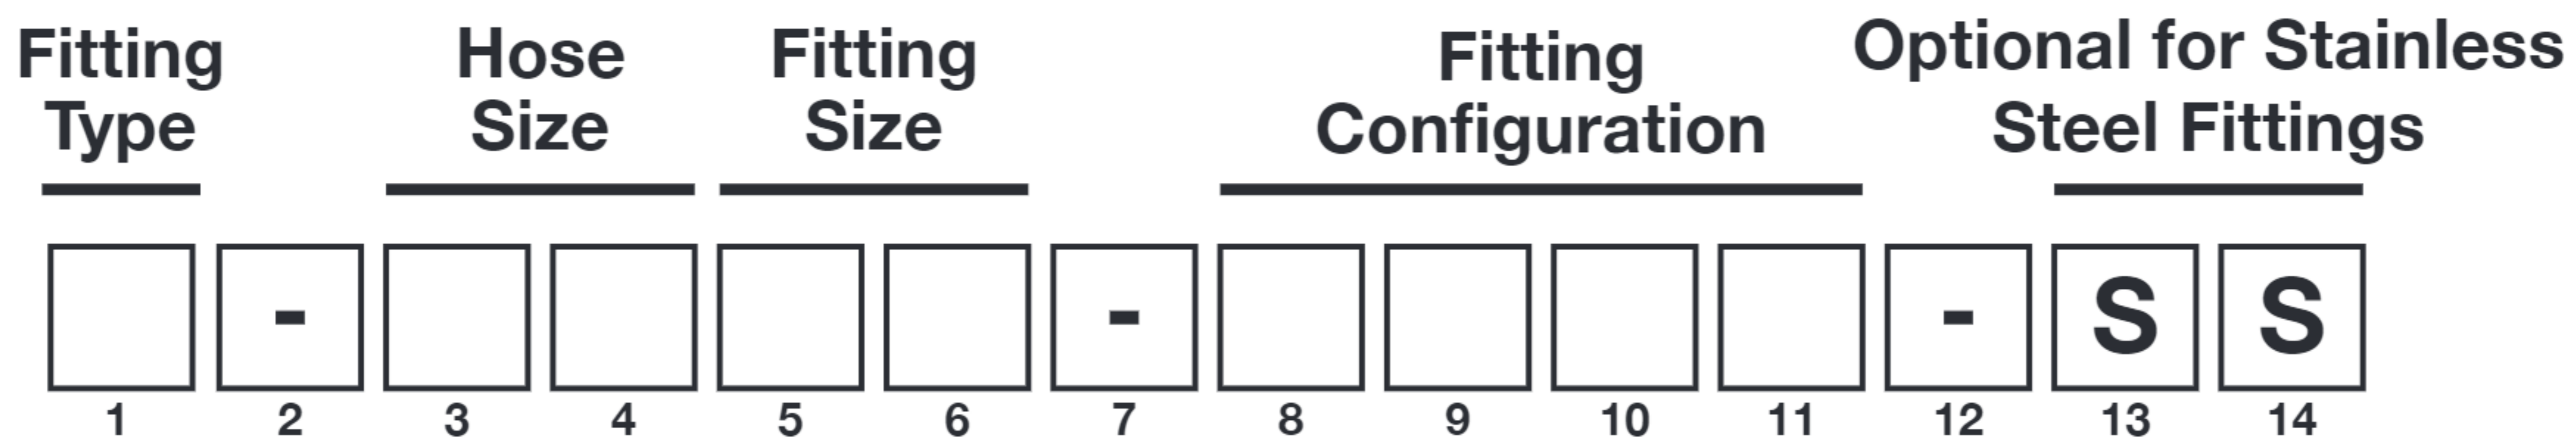 Fitting Type
Hose Size
Fitting Size
Fitting Configuration
Optional for Stainless Steel Fittings
- - - S S
1 2 3 4 5 6 7 8 9 10 11 12 13 14